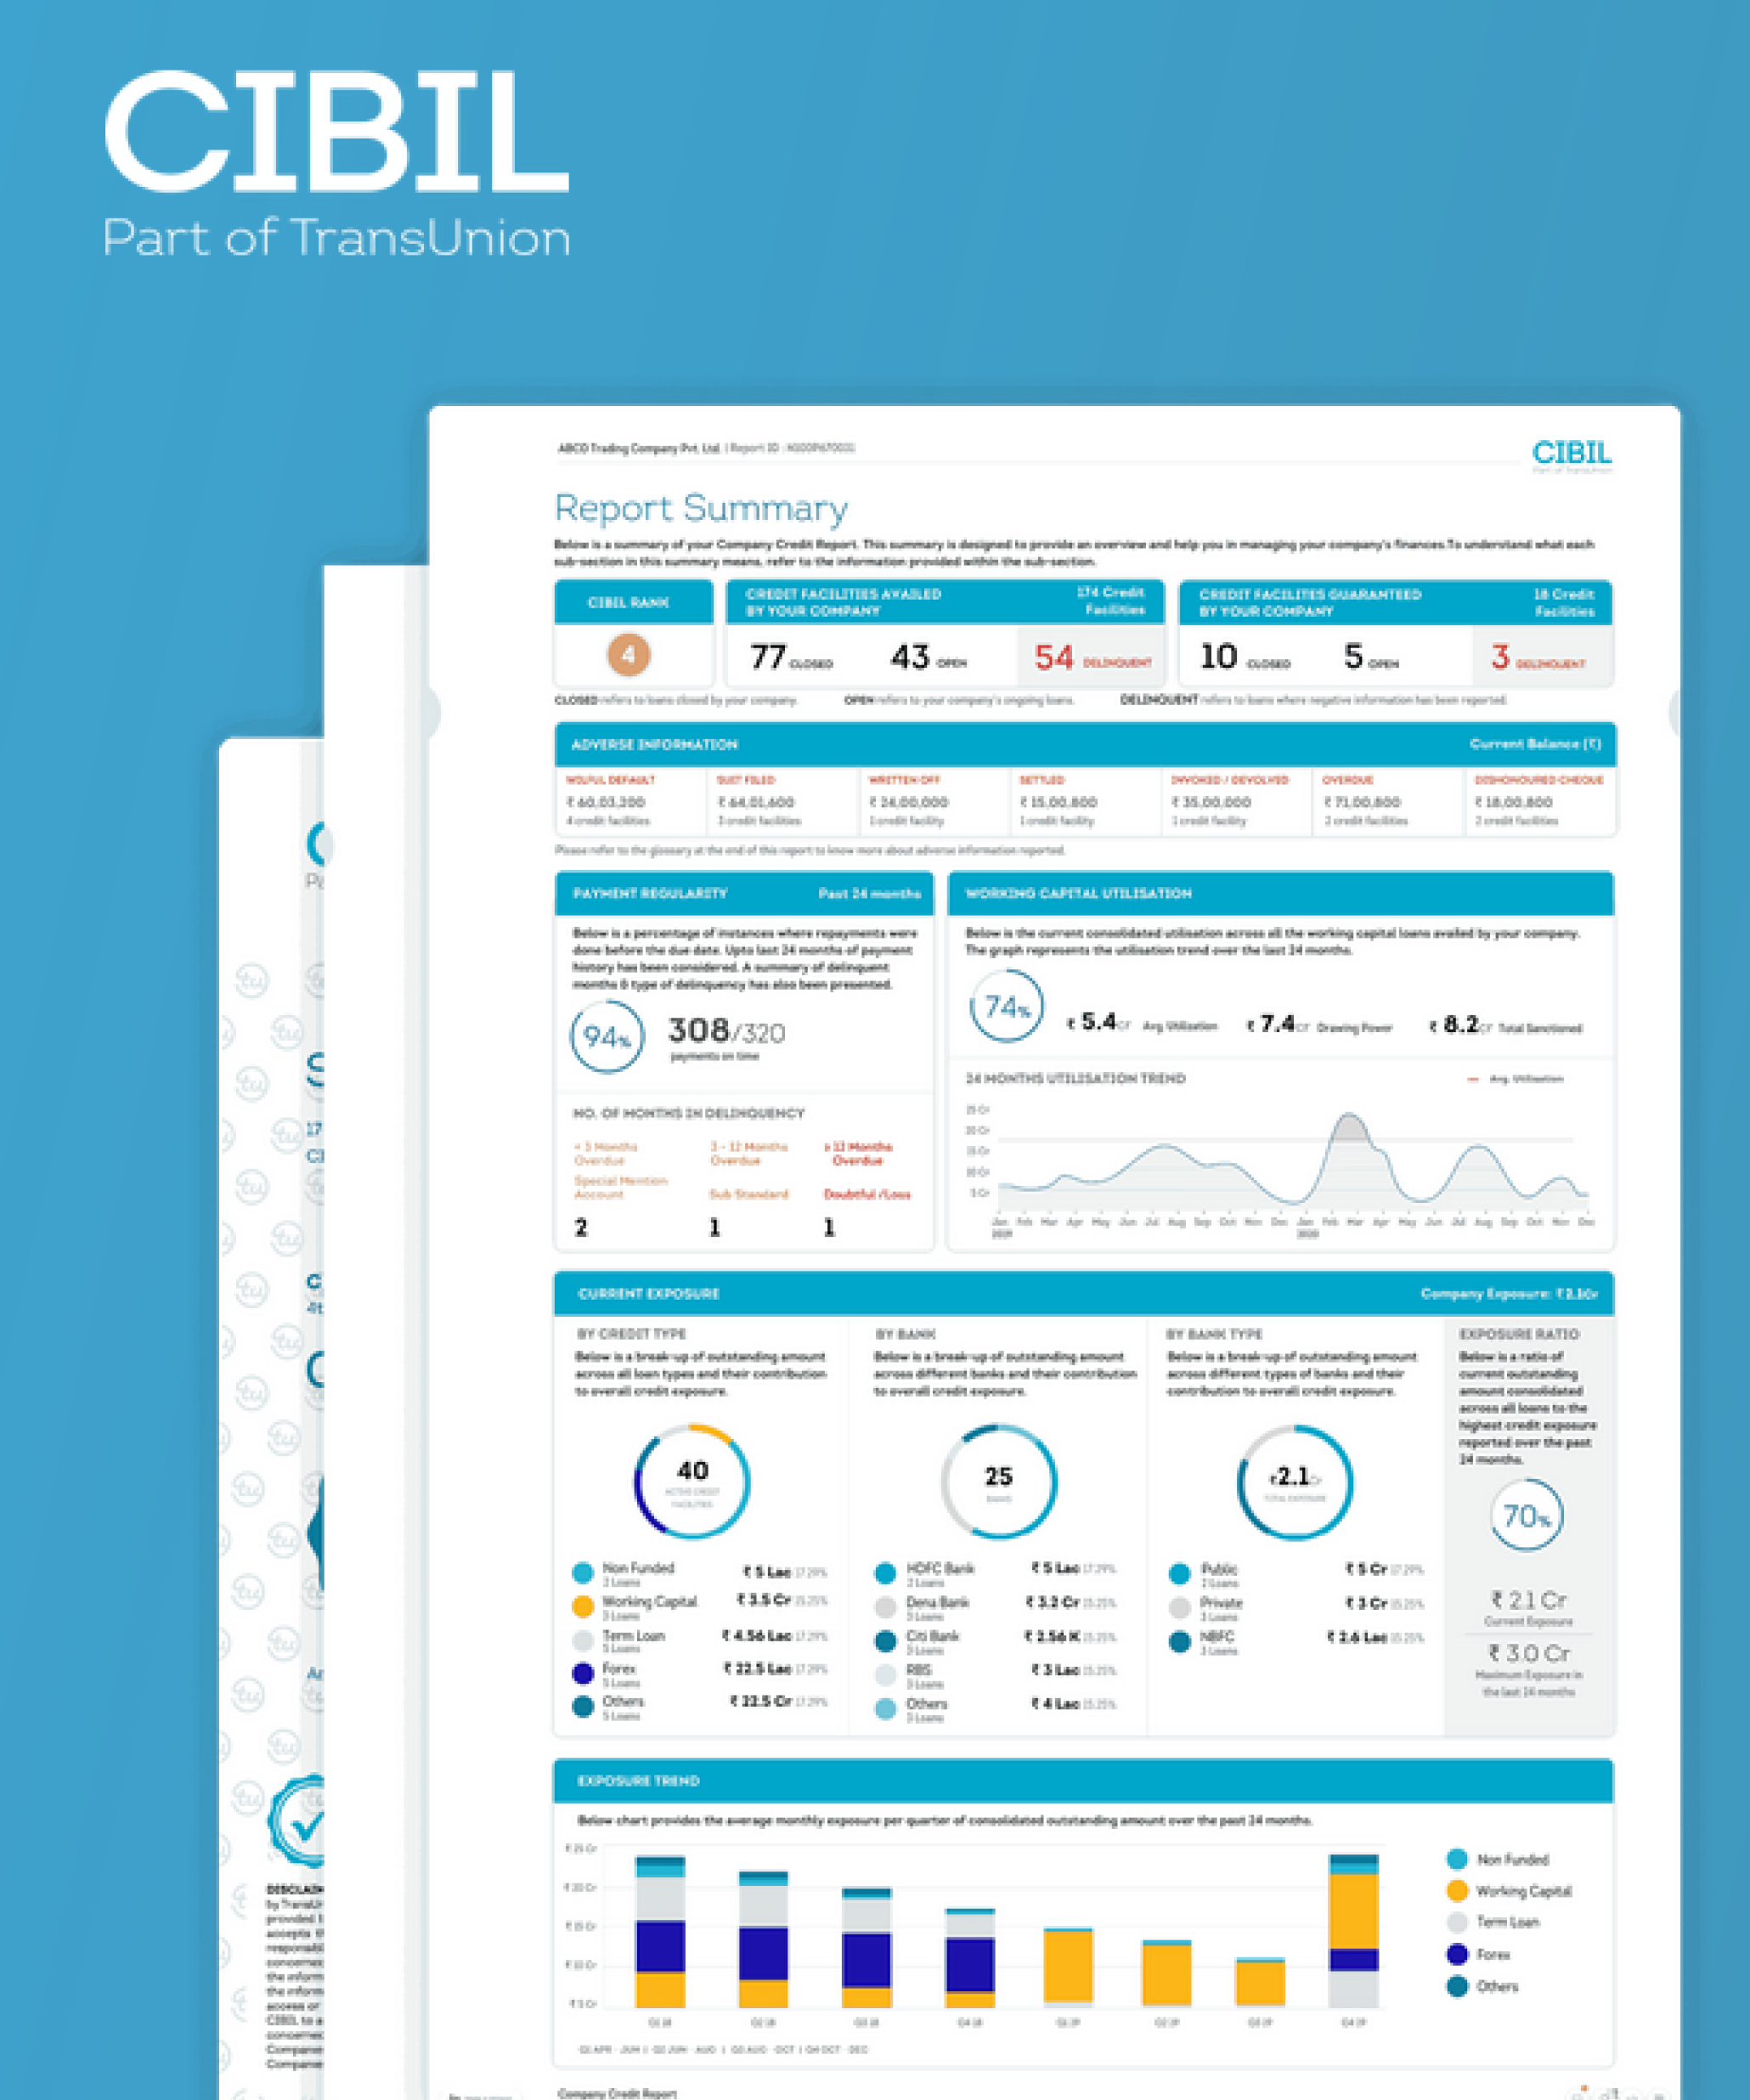 CIBIL
Part of TransUnion
ABCD Trading Company Pvt. Ltd. | Report ID :
CIBIL
Part of TransUnion
Report Summary
Below is a summary of your Company Credit Report. This summary is designed to provide an overview and help you in managing your company's finances. To understand what each
sub-section in this summary means, refer to the information provided within the sub-section.
CIBIL RANK
4
CREDIT FACILITIES AVAILED
BY YOUR COMPANY
174 Credit
Facilities
77 CLOSED 43 OPEN 54 DELINQUENT
CREDIT FACILITES GUARANTEED
BY YOUR COMPANY
18 Credit
Facilities
10 CLOSED 5 OPEN 3 DELINQUENT
CLOSED refers to loans closed by your company. OPEN refers to your company's ongoing loans. DELINQUENT refers to loans where negative information has been reported.
ADVERSE INFORMATION Current Balance (₹)
WILFUL DEFAULT SUIT FILED WRITTEN OFF SETTLED INVOKED / DEVOLVED OVERDUE DISHONOURED CHEQUE
₹ 60,03,200 ₹ 64,01,600 ₹ 24,00,000 ₹ 15,00,800 ₹ 35,00,000 ₹ 71,00,800 ₹ 18,00,800
4 credit facilities credit facilities 1 credit facility 1 credit facility 1 credit facility 2 credit facilities 2 credit facilities
Please refer to the glossary at the end of this report to know more about adverse information reported.
PAYMENT REGULARITY Past 24 months
Below is a percentage of instances where repayments were
done before the due date. Upto last 24 months of payment
history has been considered. A summary of delinquent
months & type of delinquency has also been presented.
94%
308/320
payments on time
NO. OF MONTHS IN DELINQUENCY
< 3 Months
Overdue
Special Mention
Account
2
3 - 12 Months
Overdue
Sub Standard
1
> 12 Months
Overdue
Doubtful /Loss
1
WORKING CAPITAL UTILISATION
Below is the current consolidated utilisation across all the working capital loans availed by your company.
The graph represents the utilisation trend over the last 24 months.
74%
₹ 5.4Cr Avg Utilisation ₹ 7.4Cr Drawing Power ₹ 8.2Cr Total Sanctioned
24 MONTHS UTILISATION TREND Avg. Utilisation
25 Cr
20 Cr
15 Cr
10 Cr
5 Cr
Jan Feb Mar Apr May Jun Jul Aug Sep Oct Nov Dec Jan Feb Mar Apr May Jun Jul Aug Sep Oct Nov Dec
2019 2020
CURRENT EXPOSURE Company Exposure: ₹2.1Cr
BY CREDIT TYPE
Below is a break-up of outstanding amount
across all loan types and their contribution
to overall credit exposure.
40
ACTIVE CREDIT
FACILITIES
Non Funded ₹ 5 Lac 17.29%
2 Loans
Working Capital ₹ 3.5 Cr 15.25%
3 Loans
Term Loan ₹ 4.56 Lac 17.29%
5 Loans
Forex ₹ 22.5 Lac 17.29%
5 Loans
Others ₹ 22.5 Cr 17.29%
5 Loans
BY BANK
Below is a break-up of outstanding amount
across different banks and their contribution
to overall credit exposure.
25
BANKS
HDFC Bank ₹ 5 Lac 17.29%
2 Loans
Dena Bank ₹ 3.2 Cr 15.25%
3 Loans
Citi Bank ₹ 2.56 K 15.25%
3 Loans
RBS ₹ 3 Lac 15.25%
3 Loans
Others ₹ 4 Lac 15.25%
3 Loans
BY BANK TYPE
Below is a break-up of outstanding amount
across different types of banks and their
contribution to overall credit exposure.
₹2.1Cr
TOTAL EXPOSURE
Public ₹ 5 Cr 17.29%
2 Loans
Private ₹ 3 Cr 15.25%
3 Loans
NBFC ₹ 2.6 Lac 15.25%
3 Loans
EXPOSURE RATIO
Below is a ratio of
current outstanding
amount consolidated
across all loans to the
highest credit exposure
reported over the past
24 months.
70%
₹ 2.1 Cr
Current Exposure
₹ 3.0 Cr
Maximum Exposure in
the last 24 months
EXPOSURE TREND
Below chart provides the average monthly exposure per quarter of consolidated outstanding amount over the past 24 months.
₹ 25 Cr
₹ 20 Cr
₹ 15 Cr
₹ 10 Cr
₹ 5 Cr
Q1 18 Q2 18 Q3 18 Q4 18 Q1 19 Q2 19 Q3 19 Q4 19
Q1 APR - JUN | Q2 JUN - AUG | Q3 AUG - OCT | Q4 OCT - DEC
Non Funded
Working Capital
Term Loan
Forex
Others
Company Credit Report